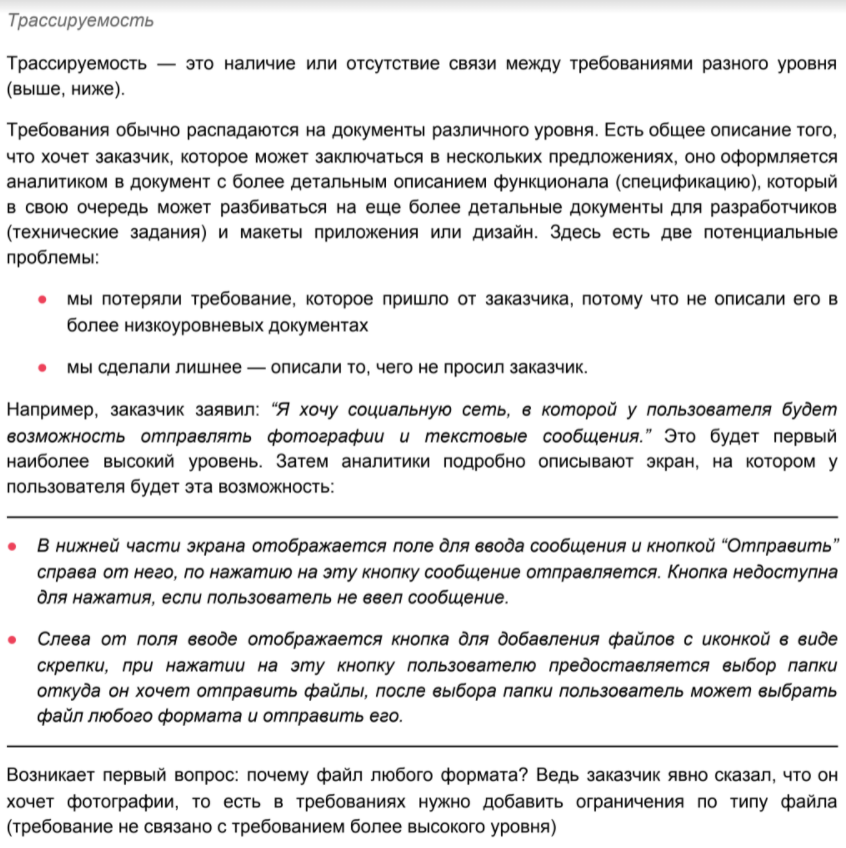 Трассируемость
Трассируемость — это наличие или отсутствие связи между требованиями разного уровня
(выше, ниже).
Требования обычно распадаются на документы различного уровня. Есть общее описание того,
что хочет заказчик, которое может заключаться в нескольких предложениях, оно оформляется
аналитиком в документ с более детальным описанием функционала (спецификацию), который
в свою очередь может разбиваться на еще более детальные документы для разработчиков
(технические задания) и макеты приложения или дизайн. Здесь есть две потенциальные
проблемы:
● мы потеряли требование, которое пришло от заказчика, потому что не описали его в
более низкоуровневых документах
● мы сделали лишнее — описали то, чего не просил заказчик.
Например, заказчик заявил: “Я хочу социальную сеть, в которой у пользователя будет
возможность отправлять фотографии и текстовые сообщения.” Это будет первый
наиболее высокий уровень. Затем аналитики подробно описывают экран, на котором у
пользователя будет эта возможность:
● В нижней части экрана отображается поле для ввода сообщения и кнопкой “Отправить”
справа от него, по нажатию на эту кнопку сообщение отправляется. Кнопка недоступна
для нажатия, если пользователь не ввел сообщение.
● Слева от поля вводе отображается кнопка для добавления файлов с иконкой в виде
скрепки, при нажатии на эту кнопку пользователю предоставляется выбор папки
откуда он хочет отправить файлы, после выбора папки пользователь может выбрать
файл любого формата и отправить его.
Возникает первый вопрос: почему файл любого формата? Ведь заказчик явно сказал, что он
хочет фотографии, то есть в требованиях нужно добавить ограничения по типу файла
(требование не связано с требованием более высокого уровня)